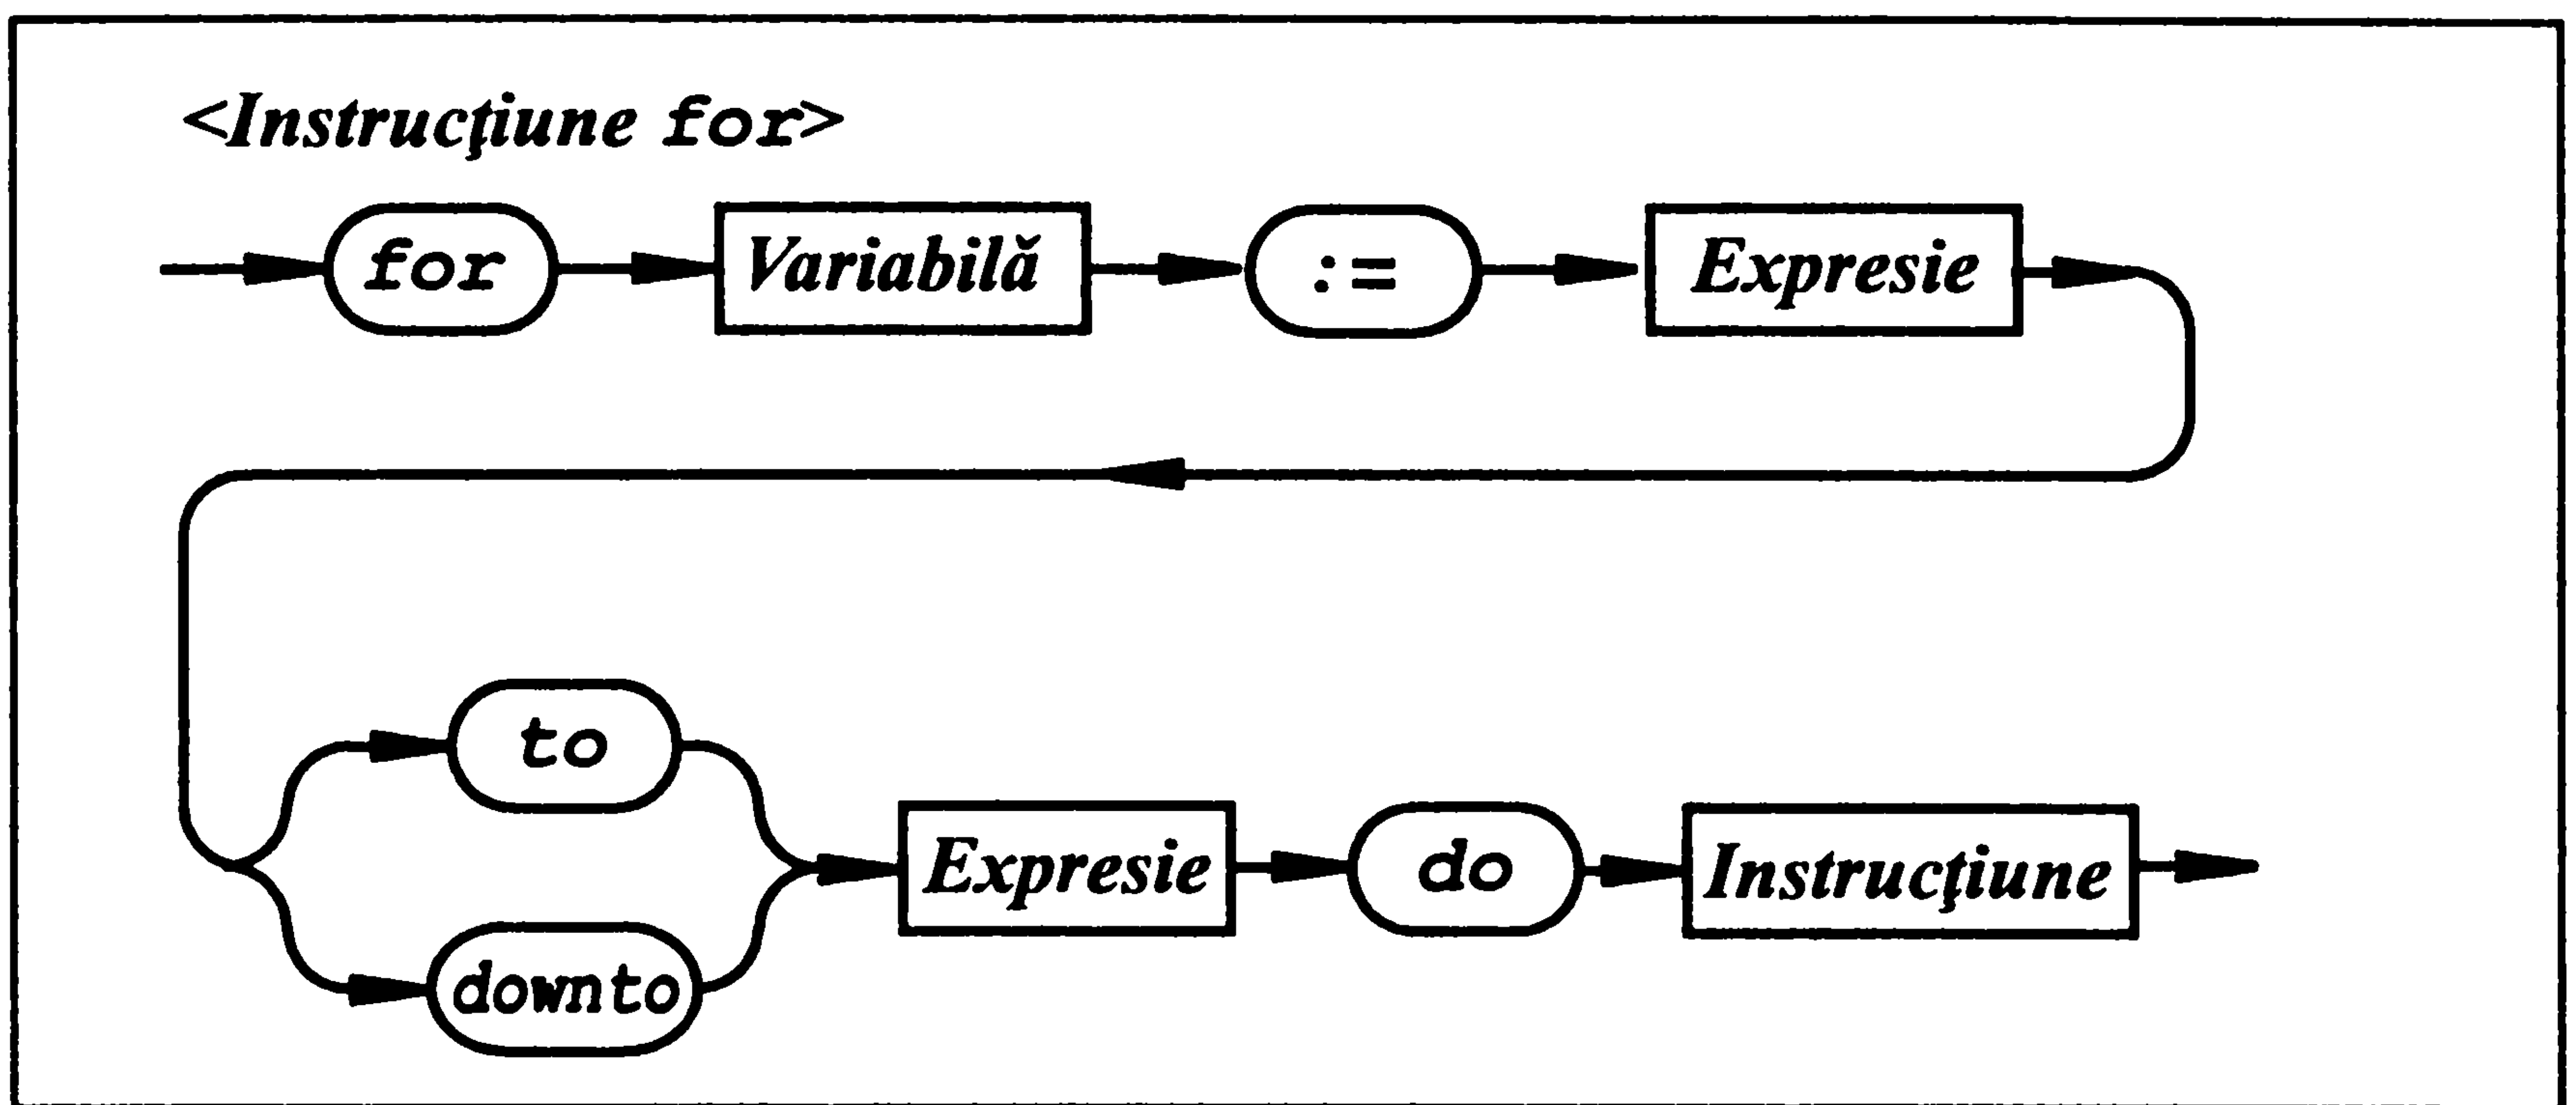 <Instrucţiune for>
for Variabilă := Expresie
to
Expresie do Instrucţiune
downto